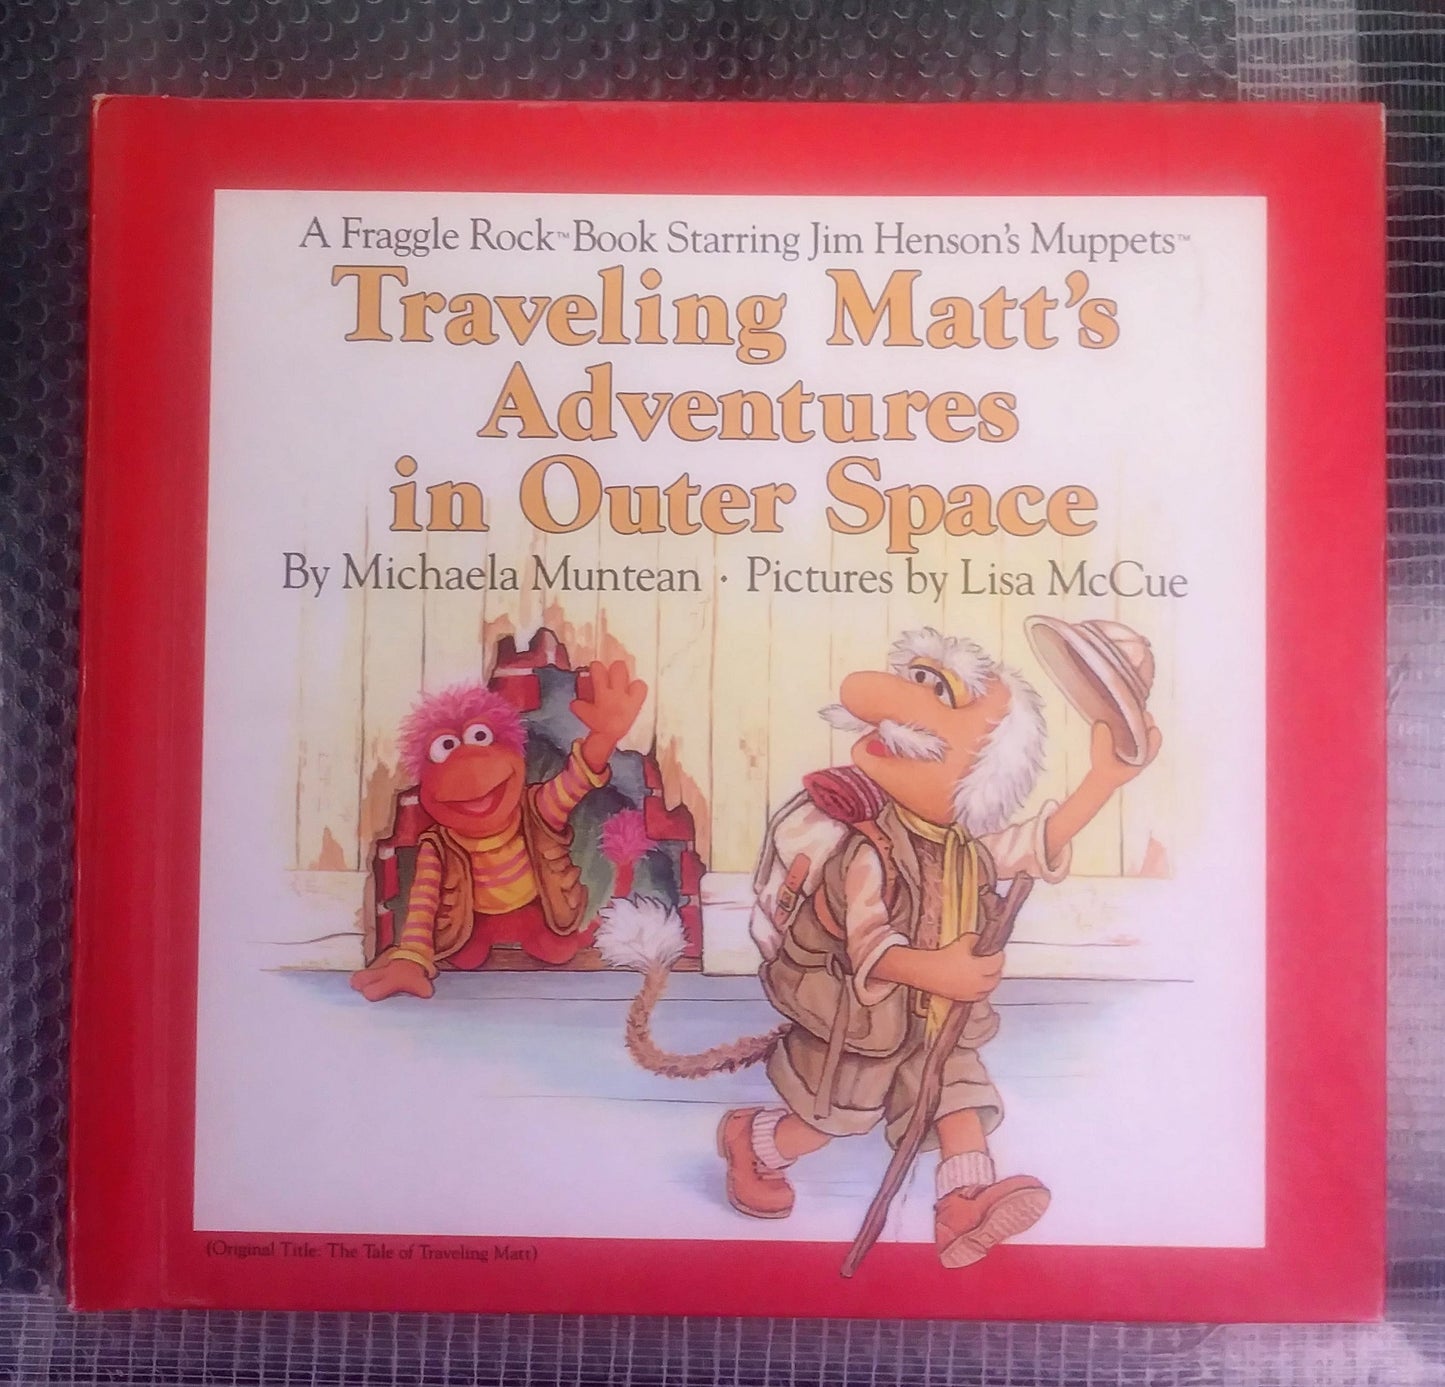 A Fraggle Rock™ Book Starring Jim Henson's Muppets™
Traveling Matt's
Adventures
in Outer Space
By Michaela Muntean · Pictures by Lisa McCue
(Original Title: The Tale of Traveling Matt)